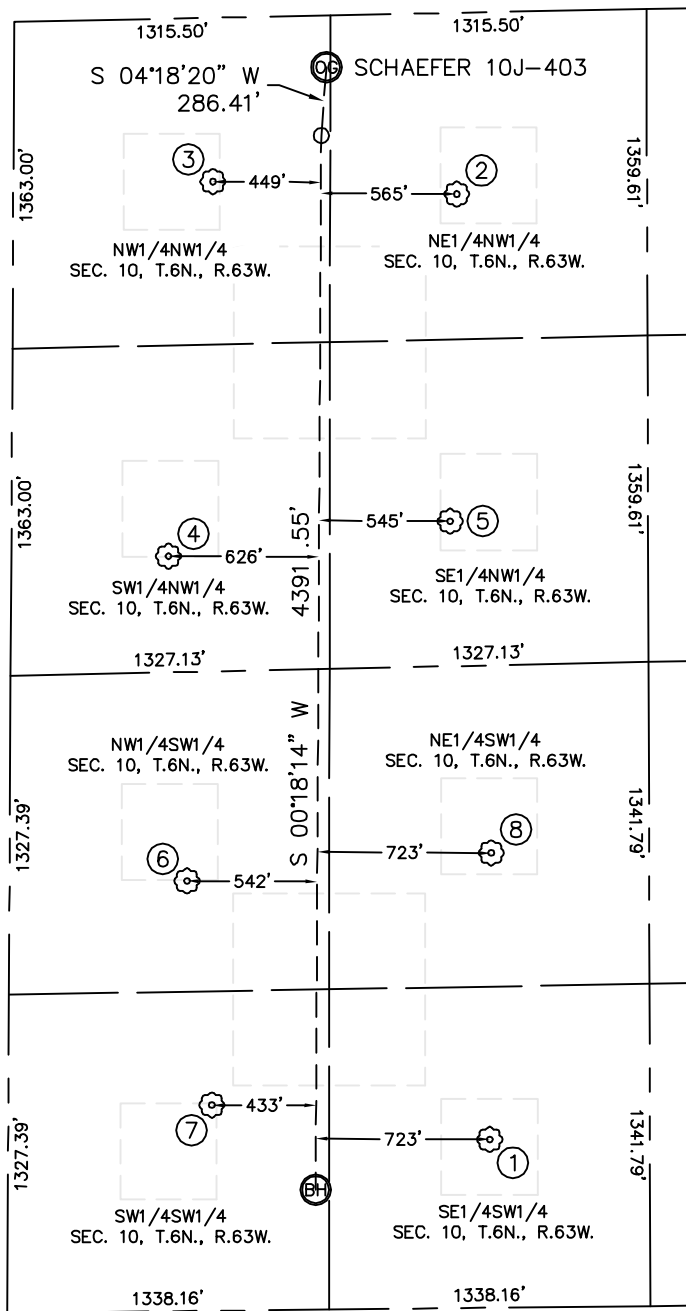 1315.50'
1315.50'
OG
SCHAEFER 10J-403
S 04°18'20" W
286.41'
1363.00'
1359.61'
3
2
449'
565'
NW1/4NW1/4
SEC. 10, T.6N., R.63W.
NE1/4NW1/4
SEC. 10, T.6N., R.63W.
1363.00'
1359.61'
4
5
626'
545'
4391.55'
SW1/4NW1/4
SEC. 10, T.6N., R.63W.
SE1/4NW1/4
SEC. 10, T.6N., R.63W.
1327.13'
1327.13'
S 00°18'14" W
NW1/4SW1/4
SEC. 10, T.6N., R.63W.
NE1/4SW1/4
SEC. 10, T.6N., R.63W.
1327.39'
1341.79'
6
8
542'
723'
1327.39'
1341.79'
7
1
433'
723'
BH
SW1/4SW1/4
SEC. 10, T.6N., R.63W.
SE1/4SW1/4
SEC. 10, T.6N., R.63W.
1338.16'
1338.16'